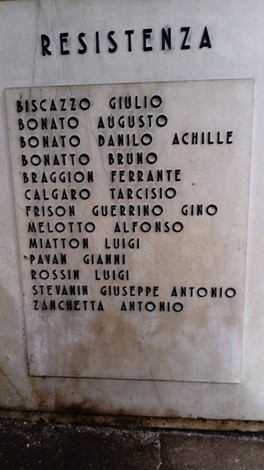 RESISTENZA
BISCAZZO GIULIO
BONATO AUGUSTO
BONATO DANILO ACHILLE
BONATTO BRUNO
BRAGGION FERRANTE
CALGARO TARCISIO
FRISON GUERRINO GINO
MELOTTO ALFONSO
MIATTON LUIGI
PAVAN GIANNI
ROSSIN LUIGI
STEVANIN GIUSEPPE ANTONIO
ZANCHETTA ANTONIO